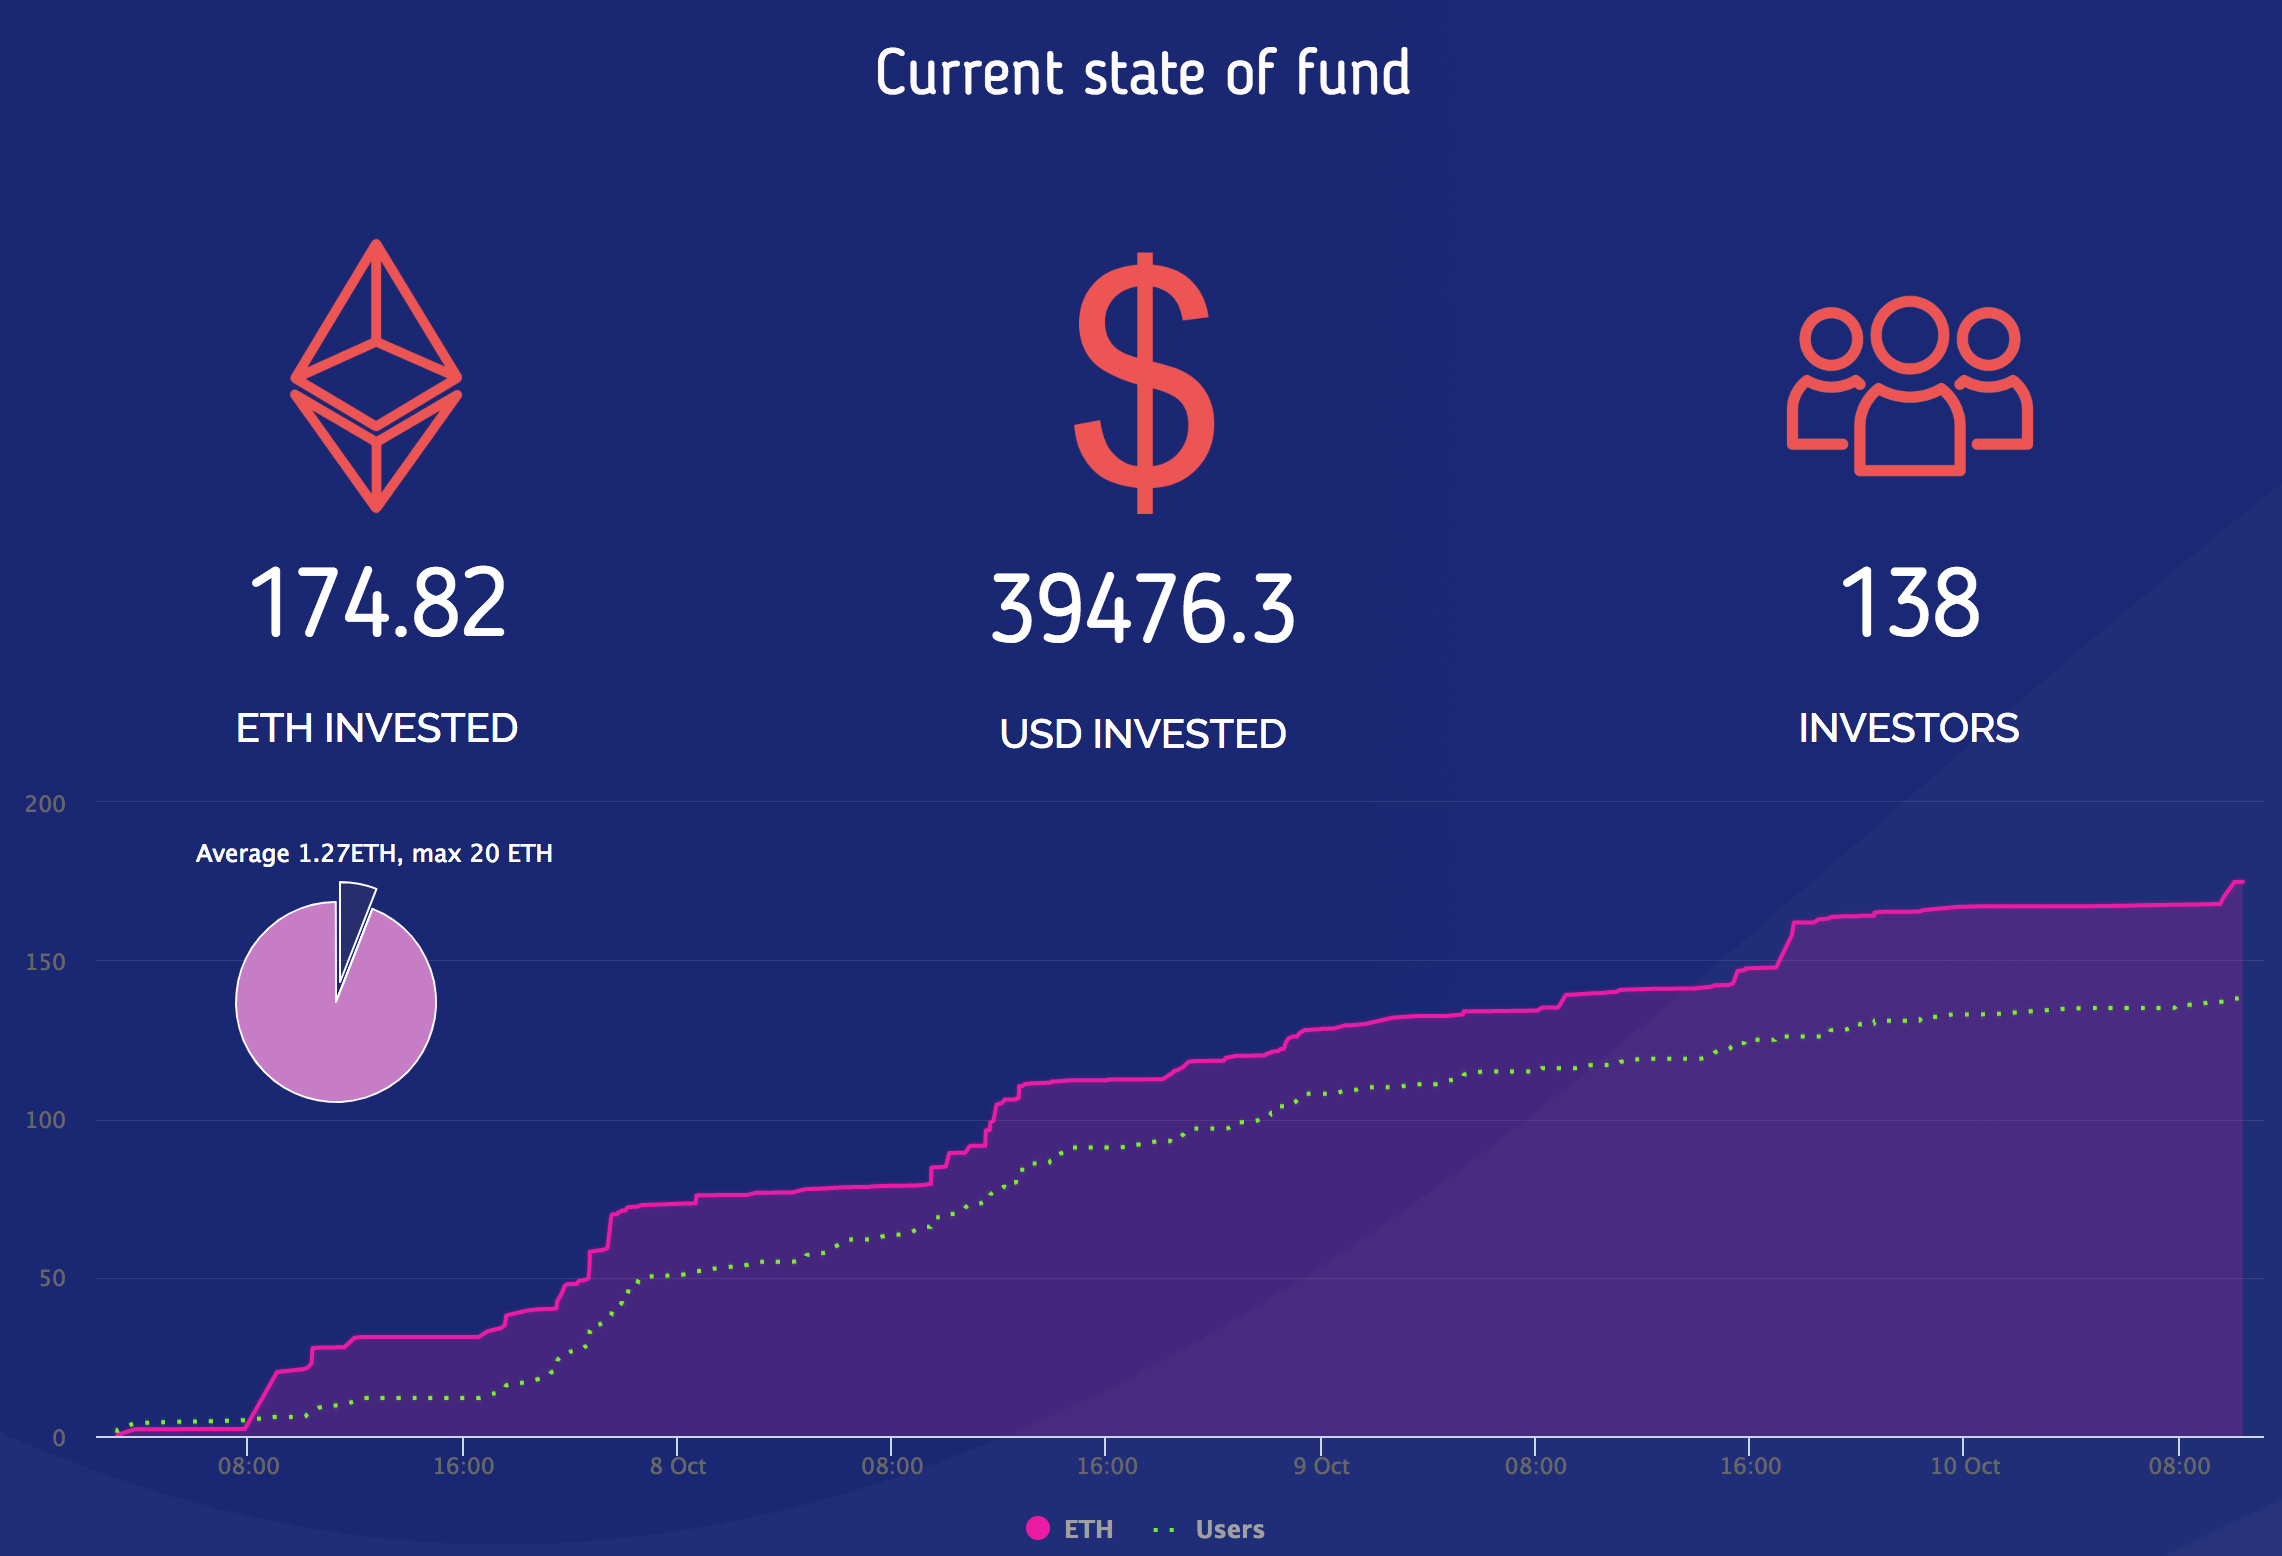 Current state of fund
174.82
39476.3
138
ETH INVESTED
USD INVESTED
INVESTORS
200
Average 1.27ETH, max 20 ETH
150
100
50
0
08:00 16:00 8 Oct 08:00 16:00 9 Oct 08:00 16:00 10 Oct 08:00
ETH Users